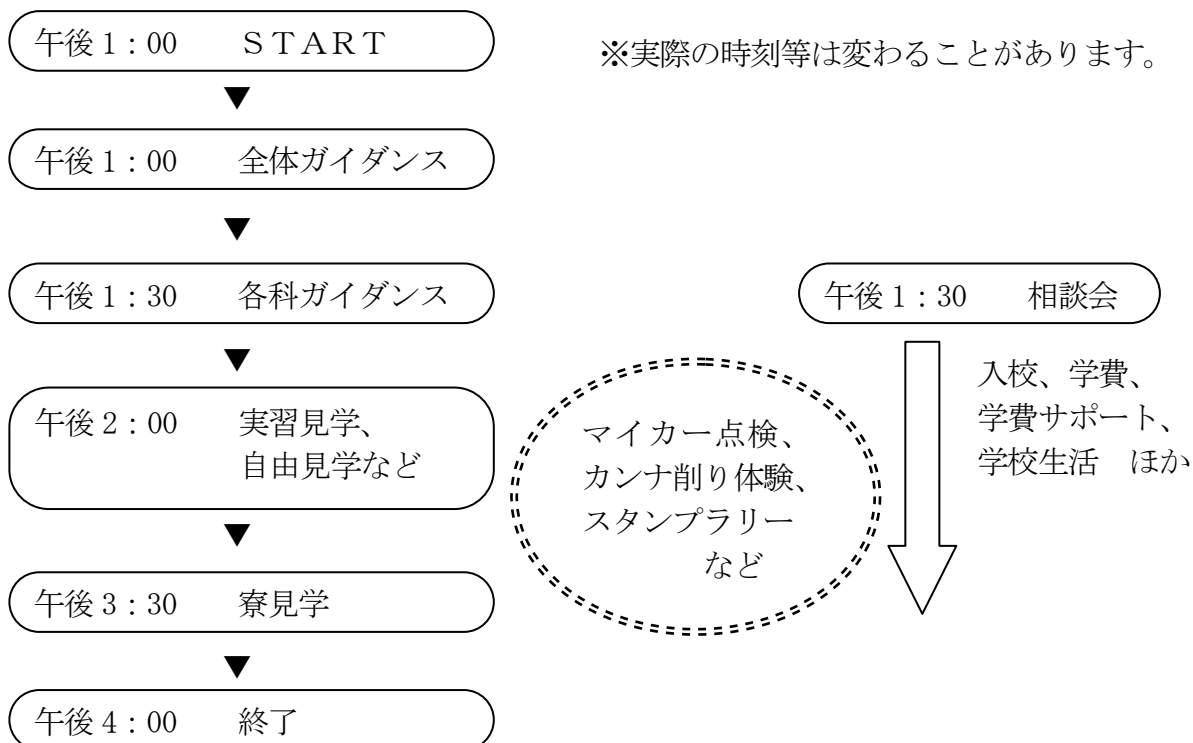 午後1：00　　ＳＴＡＲＴ
※実際の時刻等は変わることがあります。
▼
午後1：00　　全体ガイダンス
▼
午後1：30　　各科ガイダンス
▼
午後2：00　　実習見学、
自由見学など
▼
午後3：30　　寮見学
▼
午後4：00　　終了
マイカー点検、
カンナ削り体験、
スタンプラリー
など
午後1：30　　相談会
入校、学費、
学費サポート、
学校生活　ほか